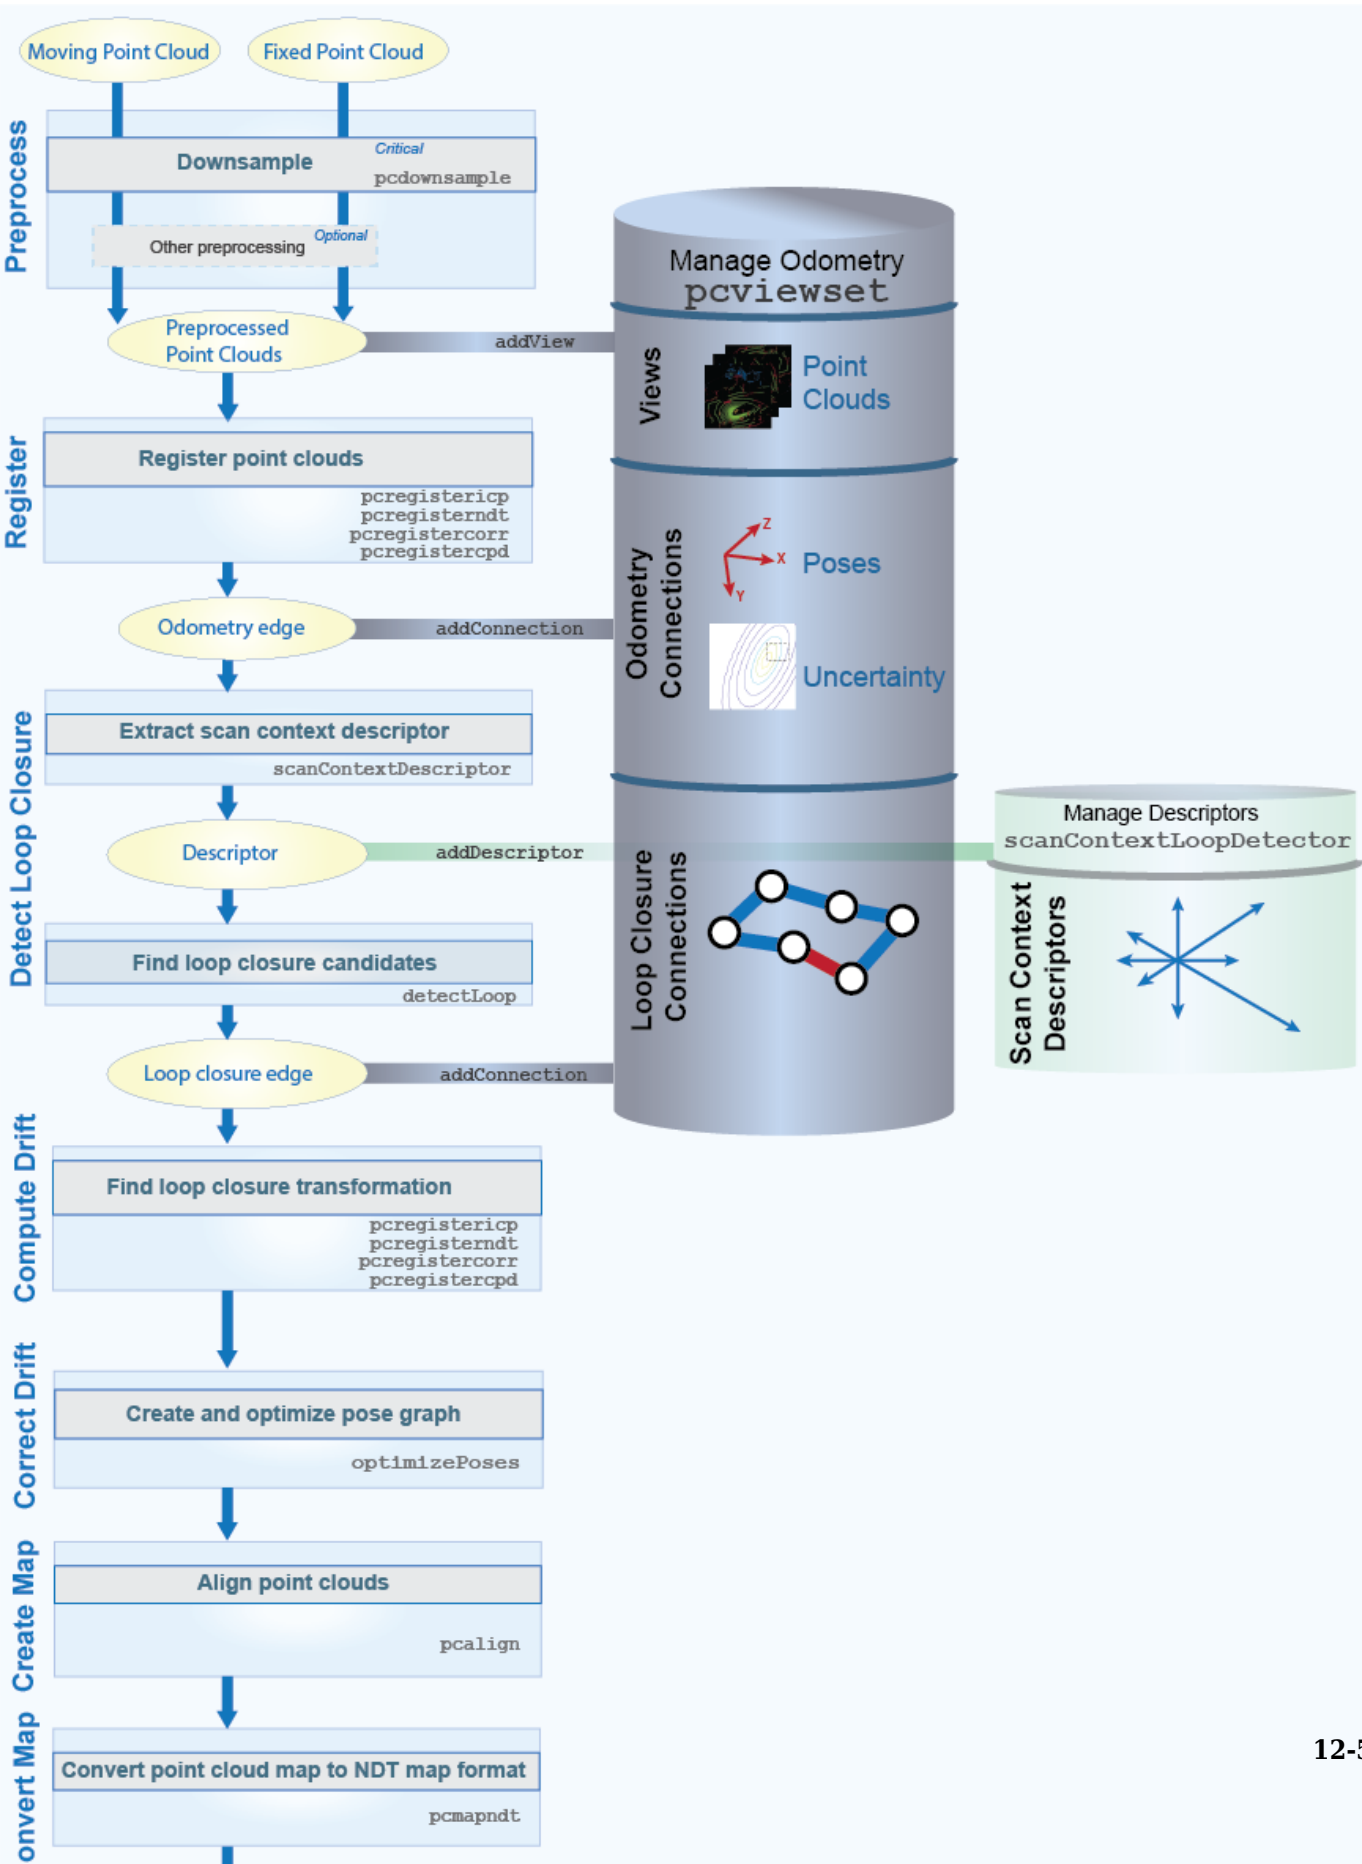 Moving Point Cloud
Fixed Point Cloud
Preprocess
Downsample
Critical
pcdownsample
Other preprocessing
Optional
Preprocessed
Point Clouds
addView
Register
Register point clouds
pcregistericp
pcregisterndt
pcregistercorr
pcregistercpd
Odometry edge
addConnection
Detect Loop Closure
Extract scan context descriptor
scanContextDescriptor
Descriptor
addDescriptor
Find loop closure candidates
detectLoop
Loop closure edge
addConnection
Manage Odometry
pcviewset
Views
Point
Clouds
Odometry
Connections
Z
X
Y
Poses
Uncertainty
Loop Closure
Connections
Manage Descriptors
scanContextLoopDetector
Scan Context
Descriptors
Compute Drift
Find loop closure transformation
pcregistericp
pcregisterndt
pcregistercorr
pcregistercpd
Correct Drift
Create and optimize pose graph
optimizePoses
Create Map
Align point clouds
pcalign
onvert Map
Convert point cloud map to NDT map format
pcmapndt
12-5